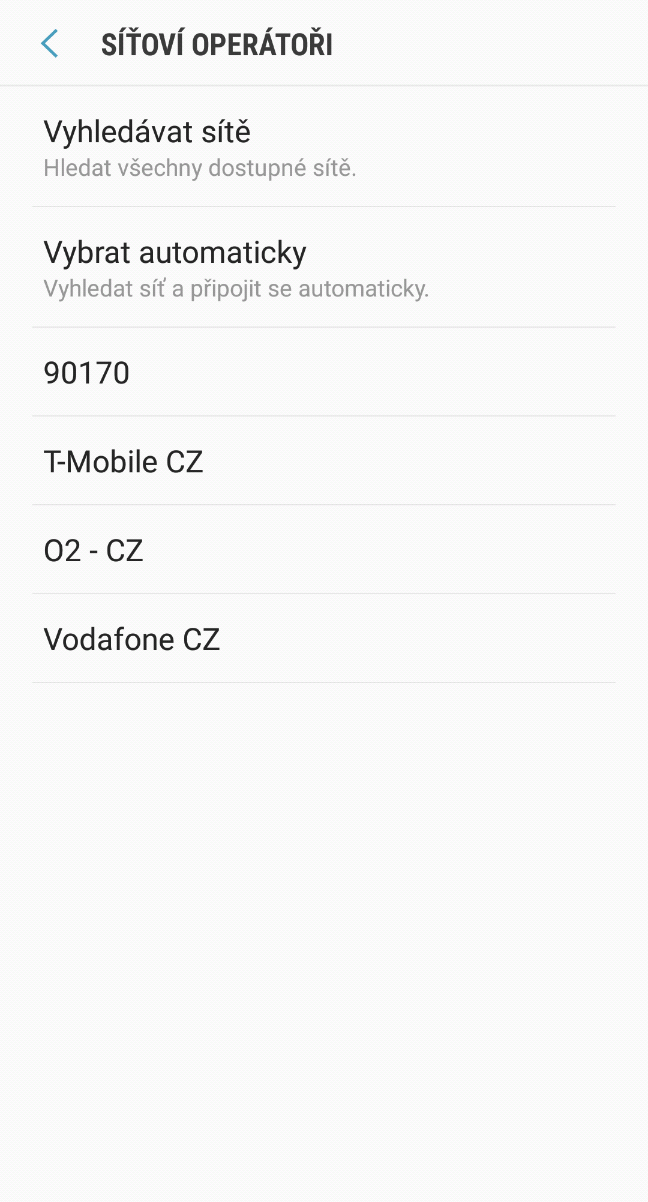 SÍŤOVÍ OPERÁTOŘI
Vyhledávat sítě
Hledat všechny dostupné sítě.
Vybrat automaticky
Vyhledat síť a připojit se automaticky.
90170
T-Mobile CZ
O2 - CZ
Vodafone CZ